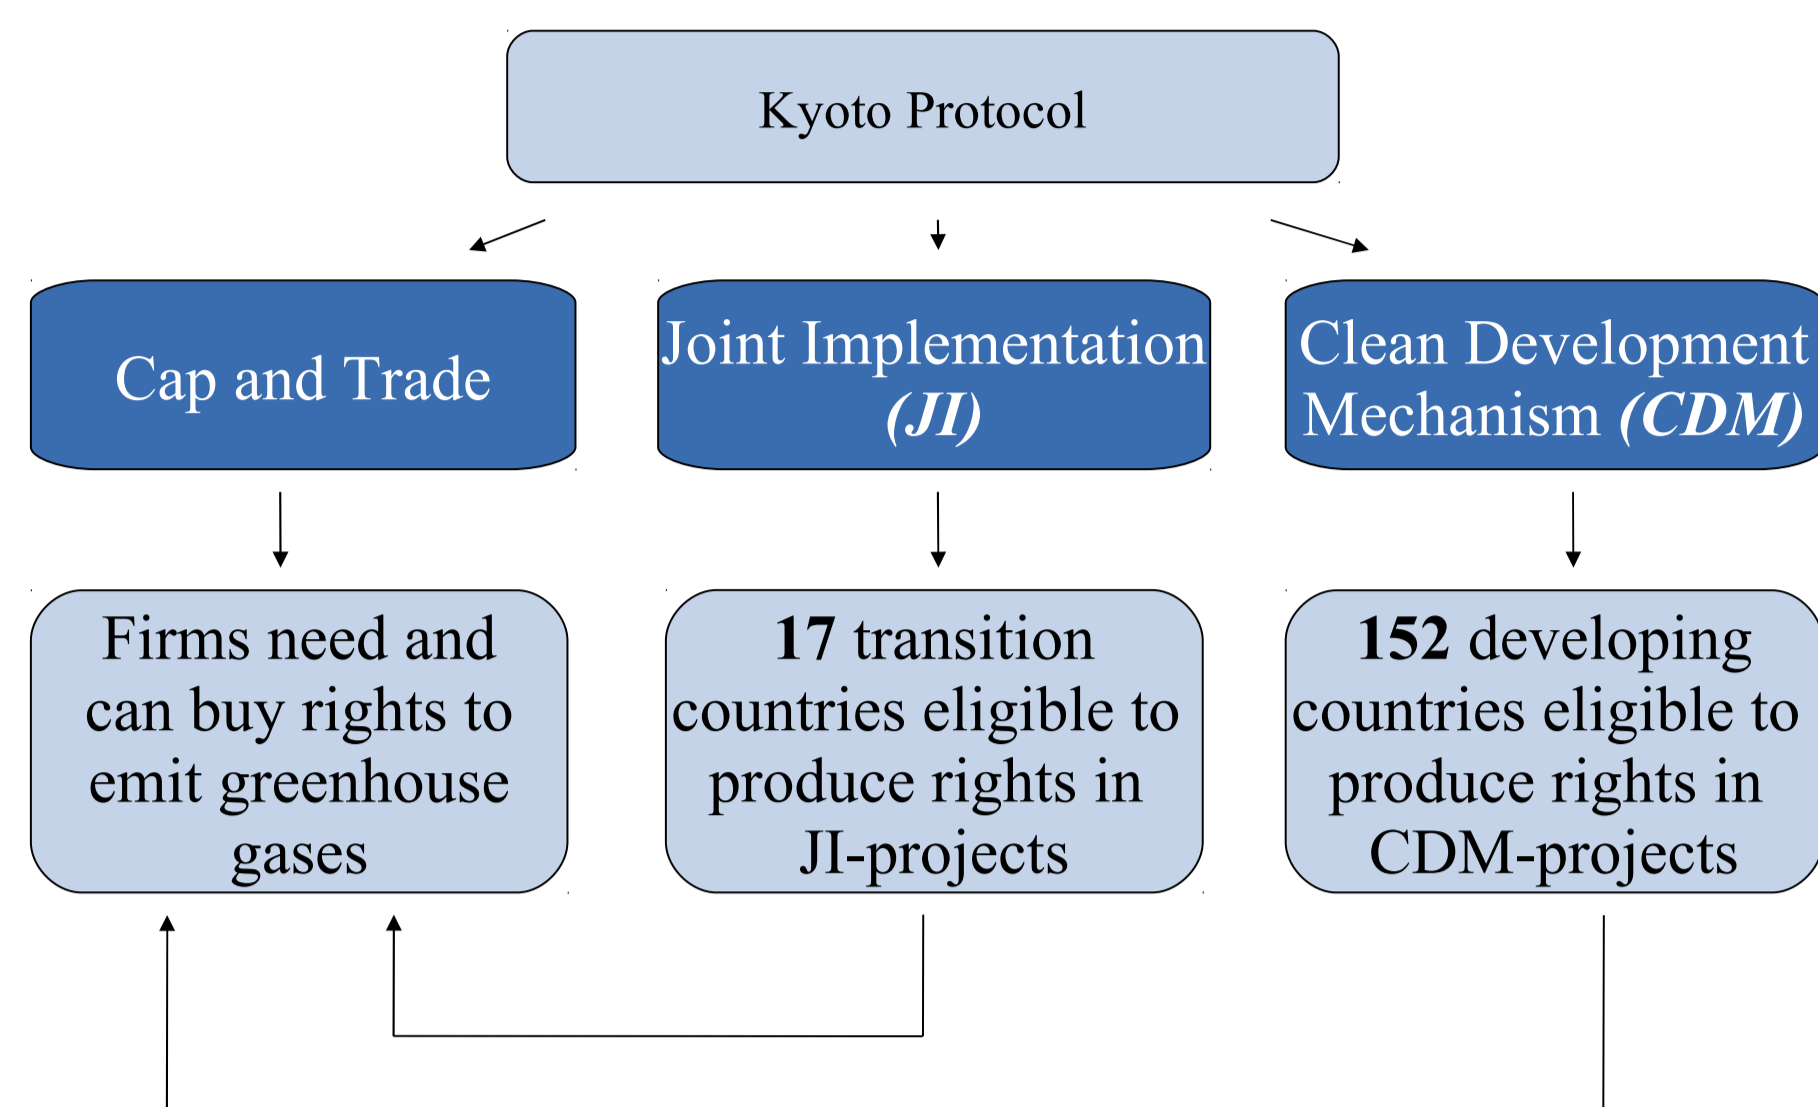 Kyoto Protocol
Cap and Trade
Joint Implementation
(JI)
Clean Development
Mechanism (CDM)
Firms need and
can buy rights to
emit greenhouse
gases
17 transition
countries eligible to
produce rights in
JI-projects
152 developing
countries eligible to
produce rights in
CDM-projects